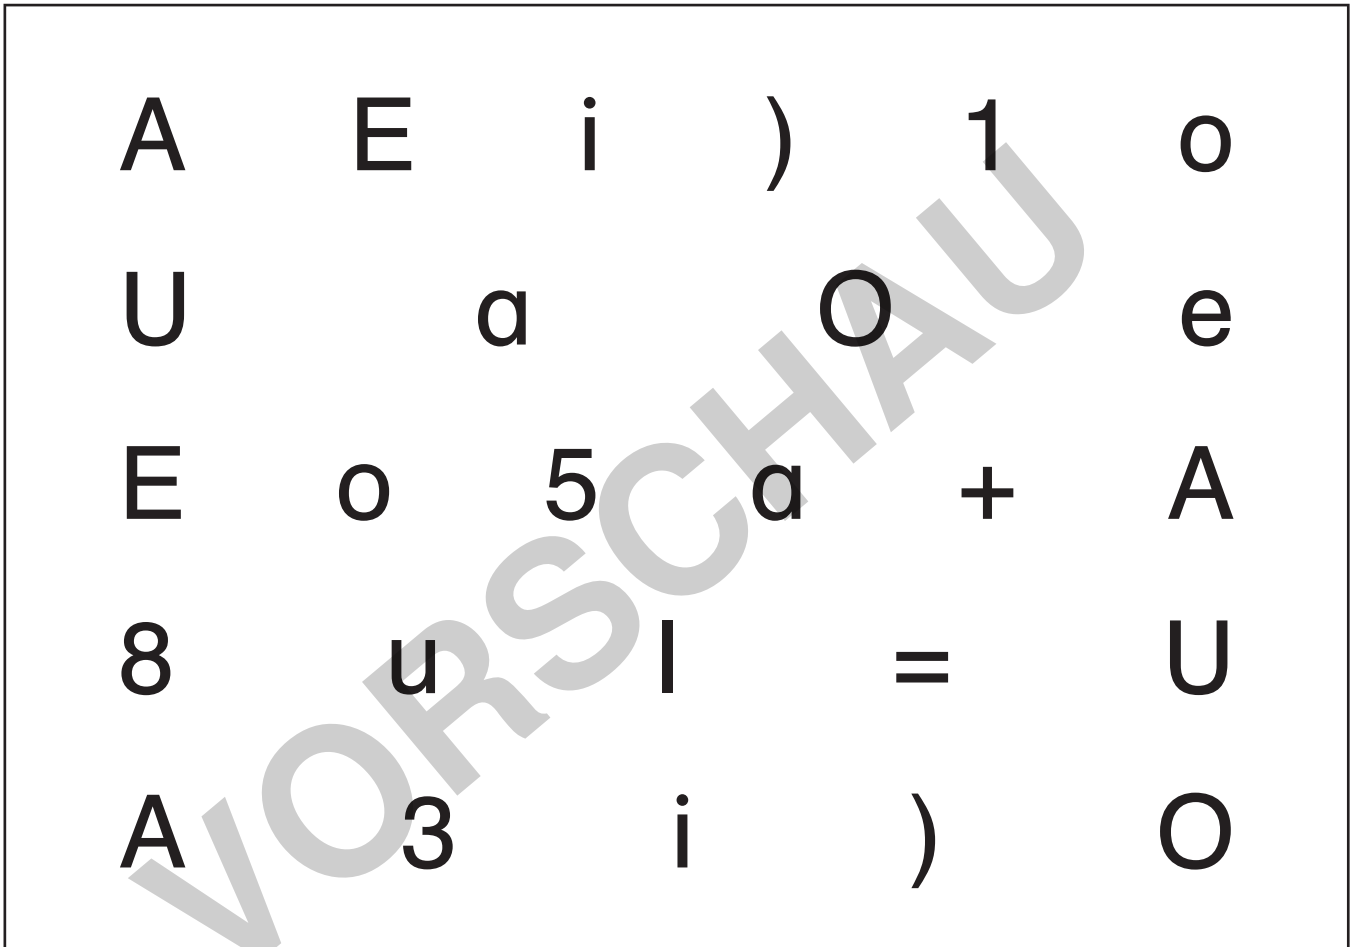 A E i ) 1 o
U a O e
E o 5 a + A
8 u I = U
A 3 i ) O
VORSCHAU